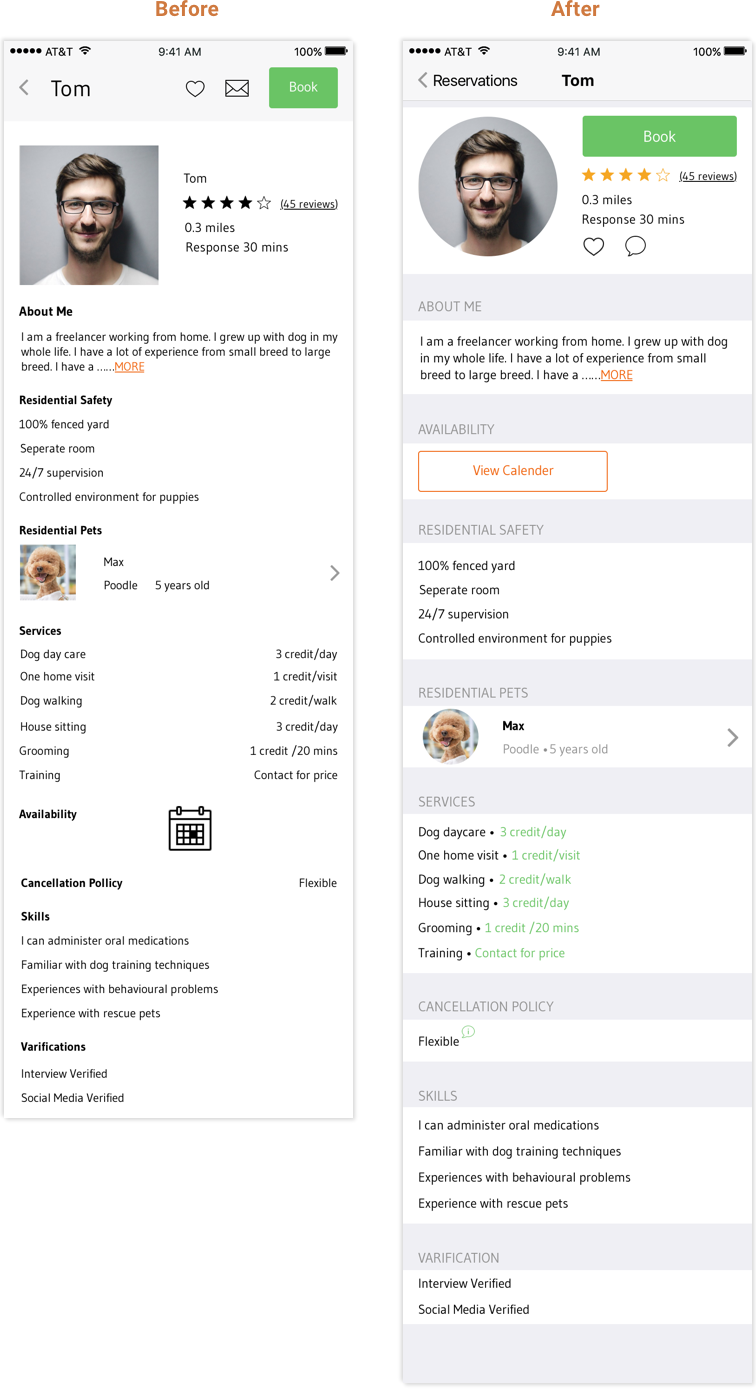 Before
●●●●● AT&T 9:41 AM 100%
Tom
Book
Tom
(45 reviews)
0.3 miles
Response 30 mins
About Me
I am a freelancer working from home. I grew up with dog in my
whole life. I have a lot of experience from small breed to large
breed. I have a ......MORE
Residential Safety
100% fenced yard
Seperate room
24/7 supervision
Controlled environment for puppies
Residential Pets
Max
Poodle 5 years old
Services
Dog day care 3 credit/day
One home visit 1 credit/visit
Dog walking 2 credit/walk
House sitting 3 credit/day
Grooming 1 credit /20 mins
Training Contact for price
Availability
Cancellation Pollicy Flexible
Skills
I can administer oral medications
Familiar with dog training techniques
Experiences with behavioural problems
Experience with rescue pets
Varifications
Interview Verified
Social Media Verified
After
●●●●● AT&T 9:41 AM 100%
Reservations Tom
Book
(45 reviews)
0.3 miles
Response 30 mins
ABOUT ME
I am a freelancer working from home. I grew up with dog
in my whole life. I have a lot of experience from small
breed to large breed. I have a ......MORE
AVAILABILITY
View Calender
RESIDENTIAL SAFETY
100% fenced yard
Seperate room
24/7 supervision
Controlled environment for puppies
RESIDENTIAL PETS
Max
Poodle •5 years old
SERVICES
Dog daycare • 3 credit/day
One home visit • 1 credit/visit
Dog walking • 2 credit/walk
House sitting • 3 credit/day
Grooming • 1 credit /20 mins
Training • Contact for price
CANCELLATION POLICY
Flexible i
SKILLS
I can administer oral medications
Familiar with dog training techniques
Experiences with behavioural problems
Experience with rescue pets
VARIFICATION
Interview Verified
Social Media Verified